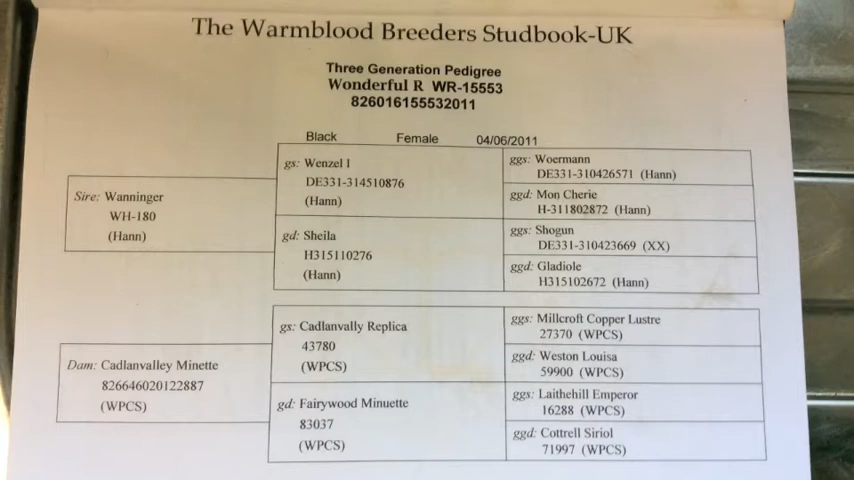 The Warmblood Breeders Studbook-UK
Three Generation Pedigree
Wonderful R WR-15553
826016155532011
Black Female 04/06/2011
Sire: Wanninger
WH-180
(Hann)
gs: Wenzel I
DE331-314510876
(Hann)
gd: Sheila
H315110276
(Hann)
ggs: Woermann
DE331-310426571 (Hann)
ggd: Mon Cherie
H-311802872 (Hann)
ggs: Shogun
DE331-310423669 (XX)
ggd: Gladiole
H315102672 (Hann)
Dam: Cadlanvalley Minette
826646020122887
(WPCS)
gs: Cadlanvally Replica
43780
(WPCS)
gd: Fairywood Minuette
83037
(WPCS)
ggs: Millcroft Copper Lustre
27370 (WPCS)
ggd: Weston Louisa
59900 (WPCS)
ggs: Laithehill Emperor
16288 (WPCS)
ggd: Cottrell Siriol
71997 (WPCS)